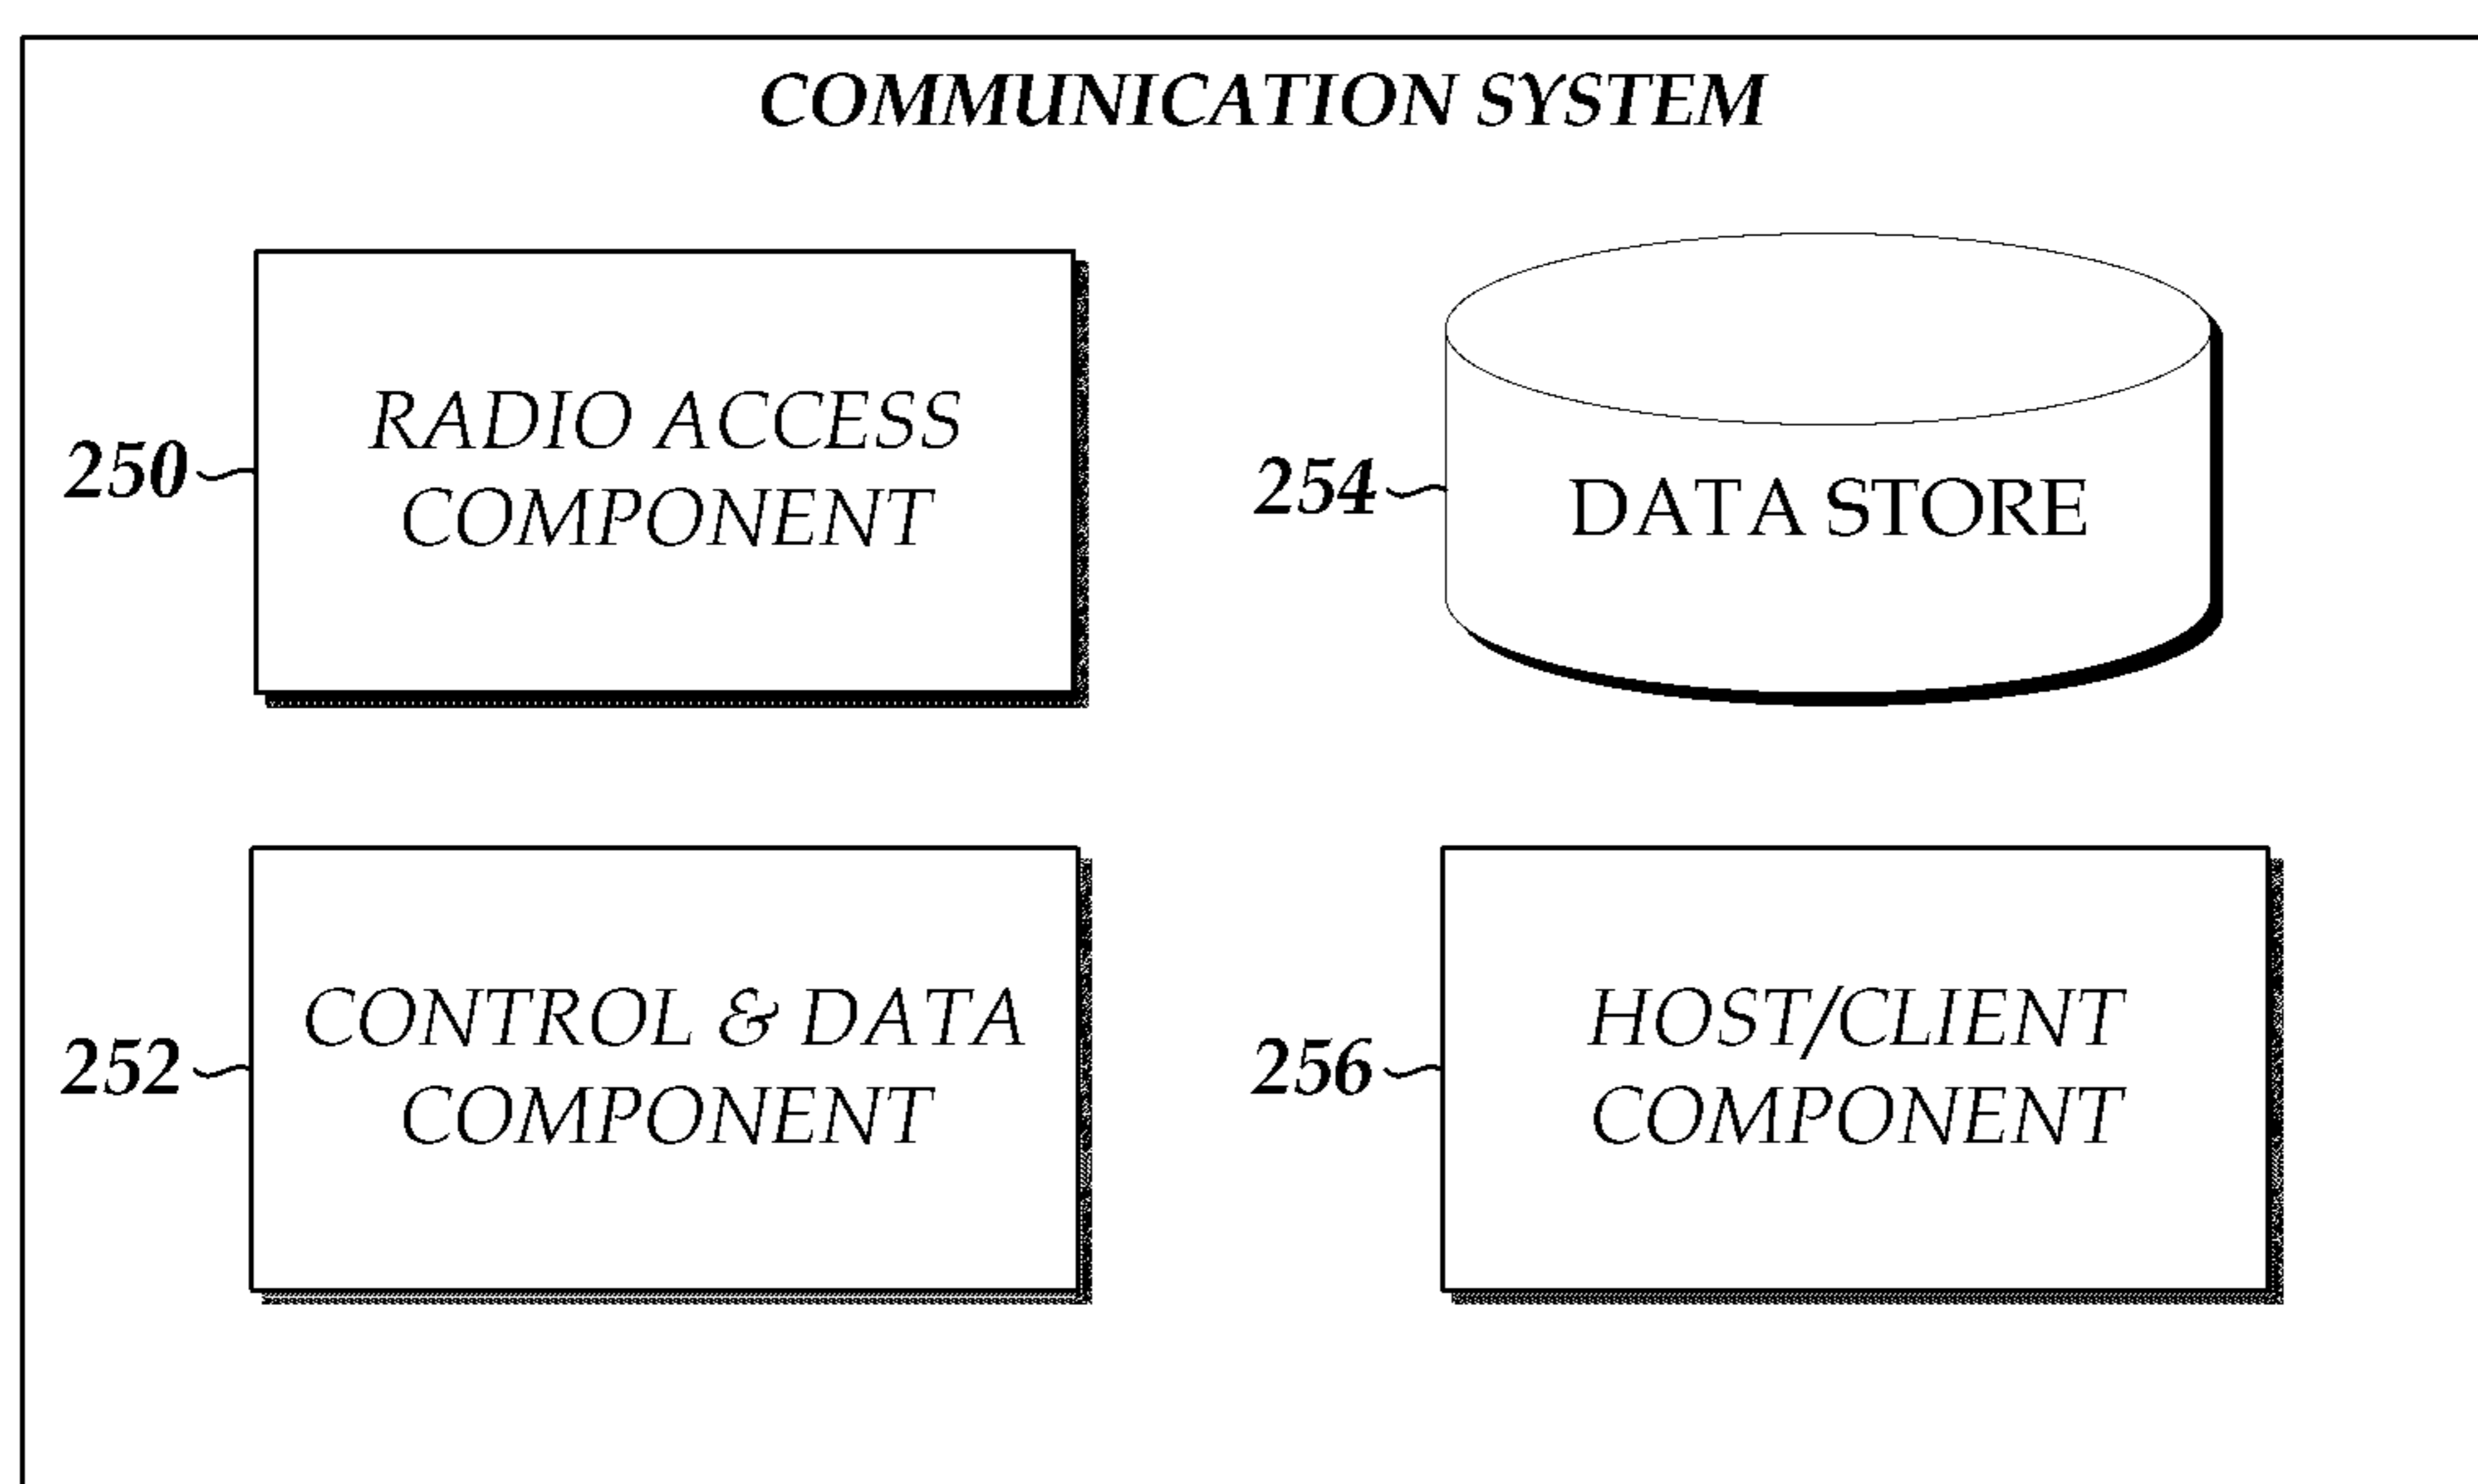 COMMUNICATION SYSTEM
RADIO ACCESS
COMPONENT
250
254
DATA STORE
CONTROL & DATA
COMPONENT
252
HOST/CLIENT
COMPONENT
256